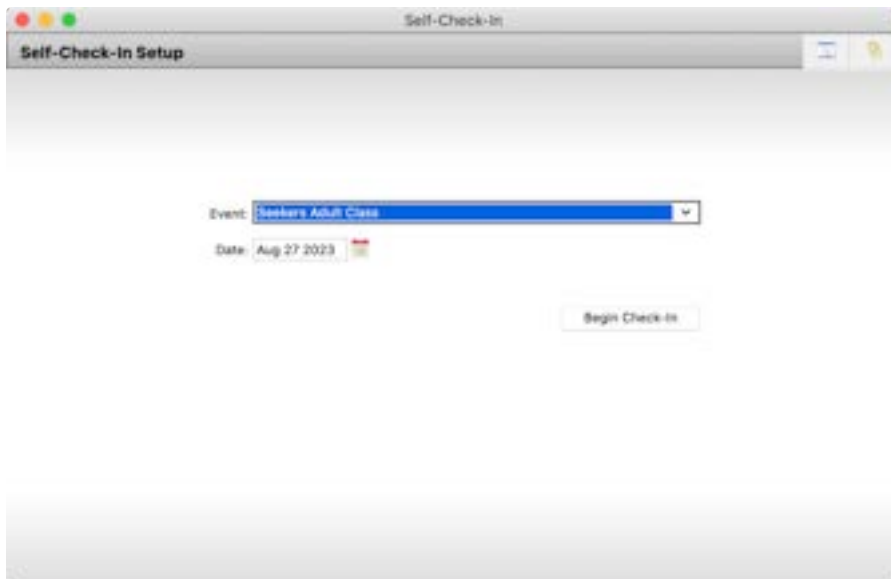 Self-Check-In
Self-Check-In Setup
Event: Seekers Adult Class
Date: Aug 27 2023
Begin Check-In